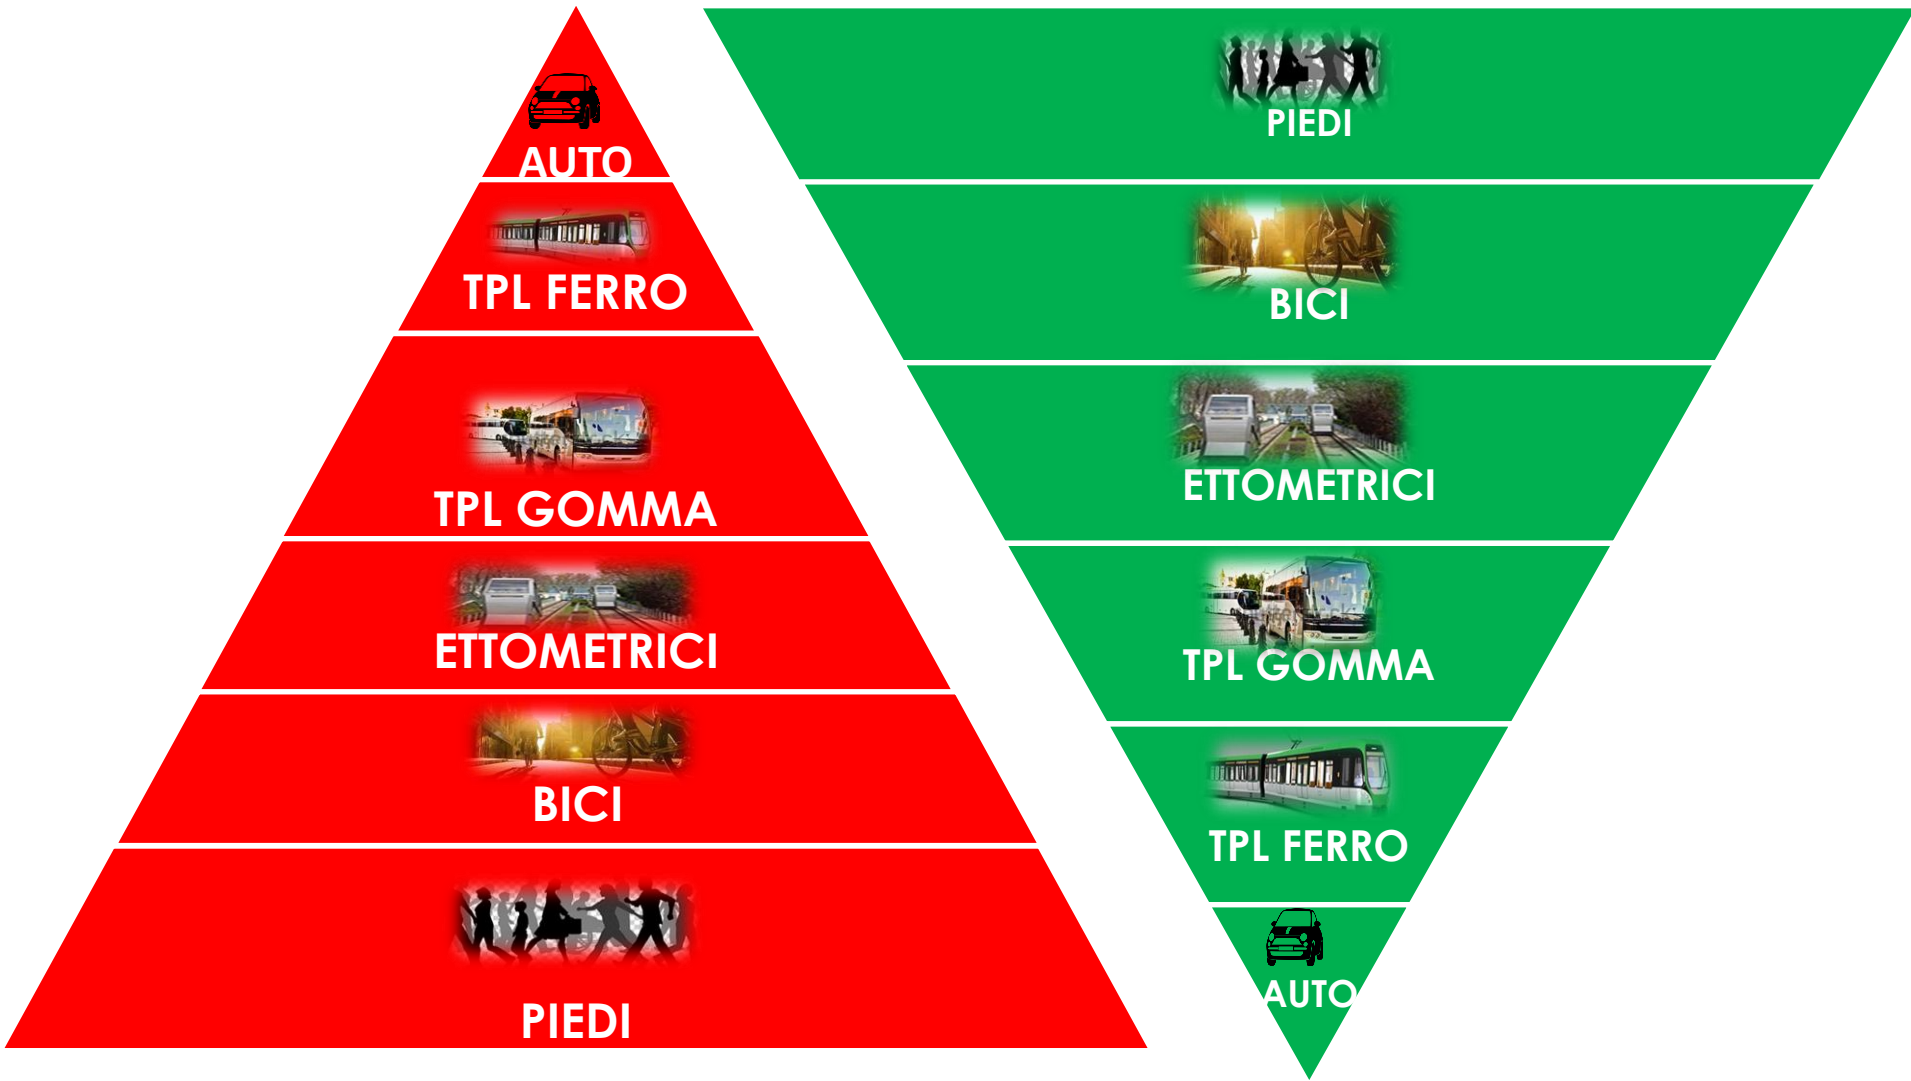 AUTO
TPL FERRO
TPL GOMMA
ETTOMETRICI
BICI
PIEDI
PIEDI
BICI
ETTOMETRICI
TPL GOMMA
TPL FERRO
AUTO